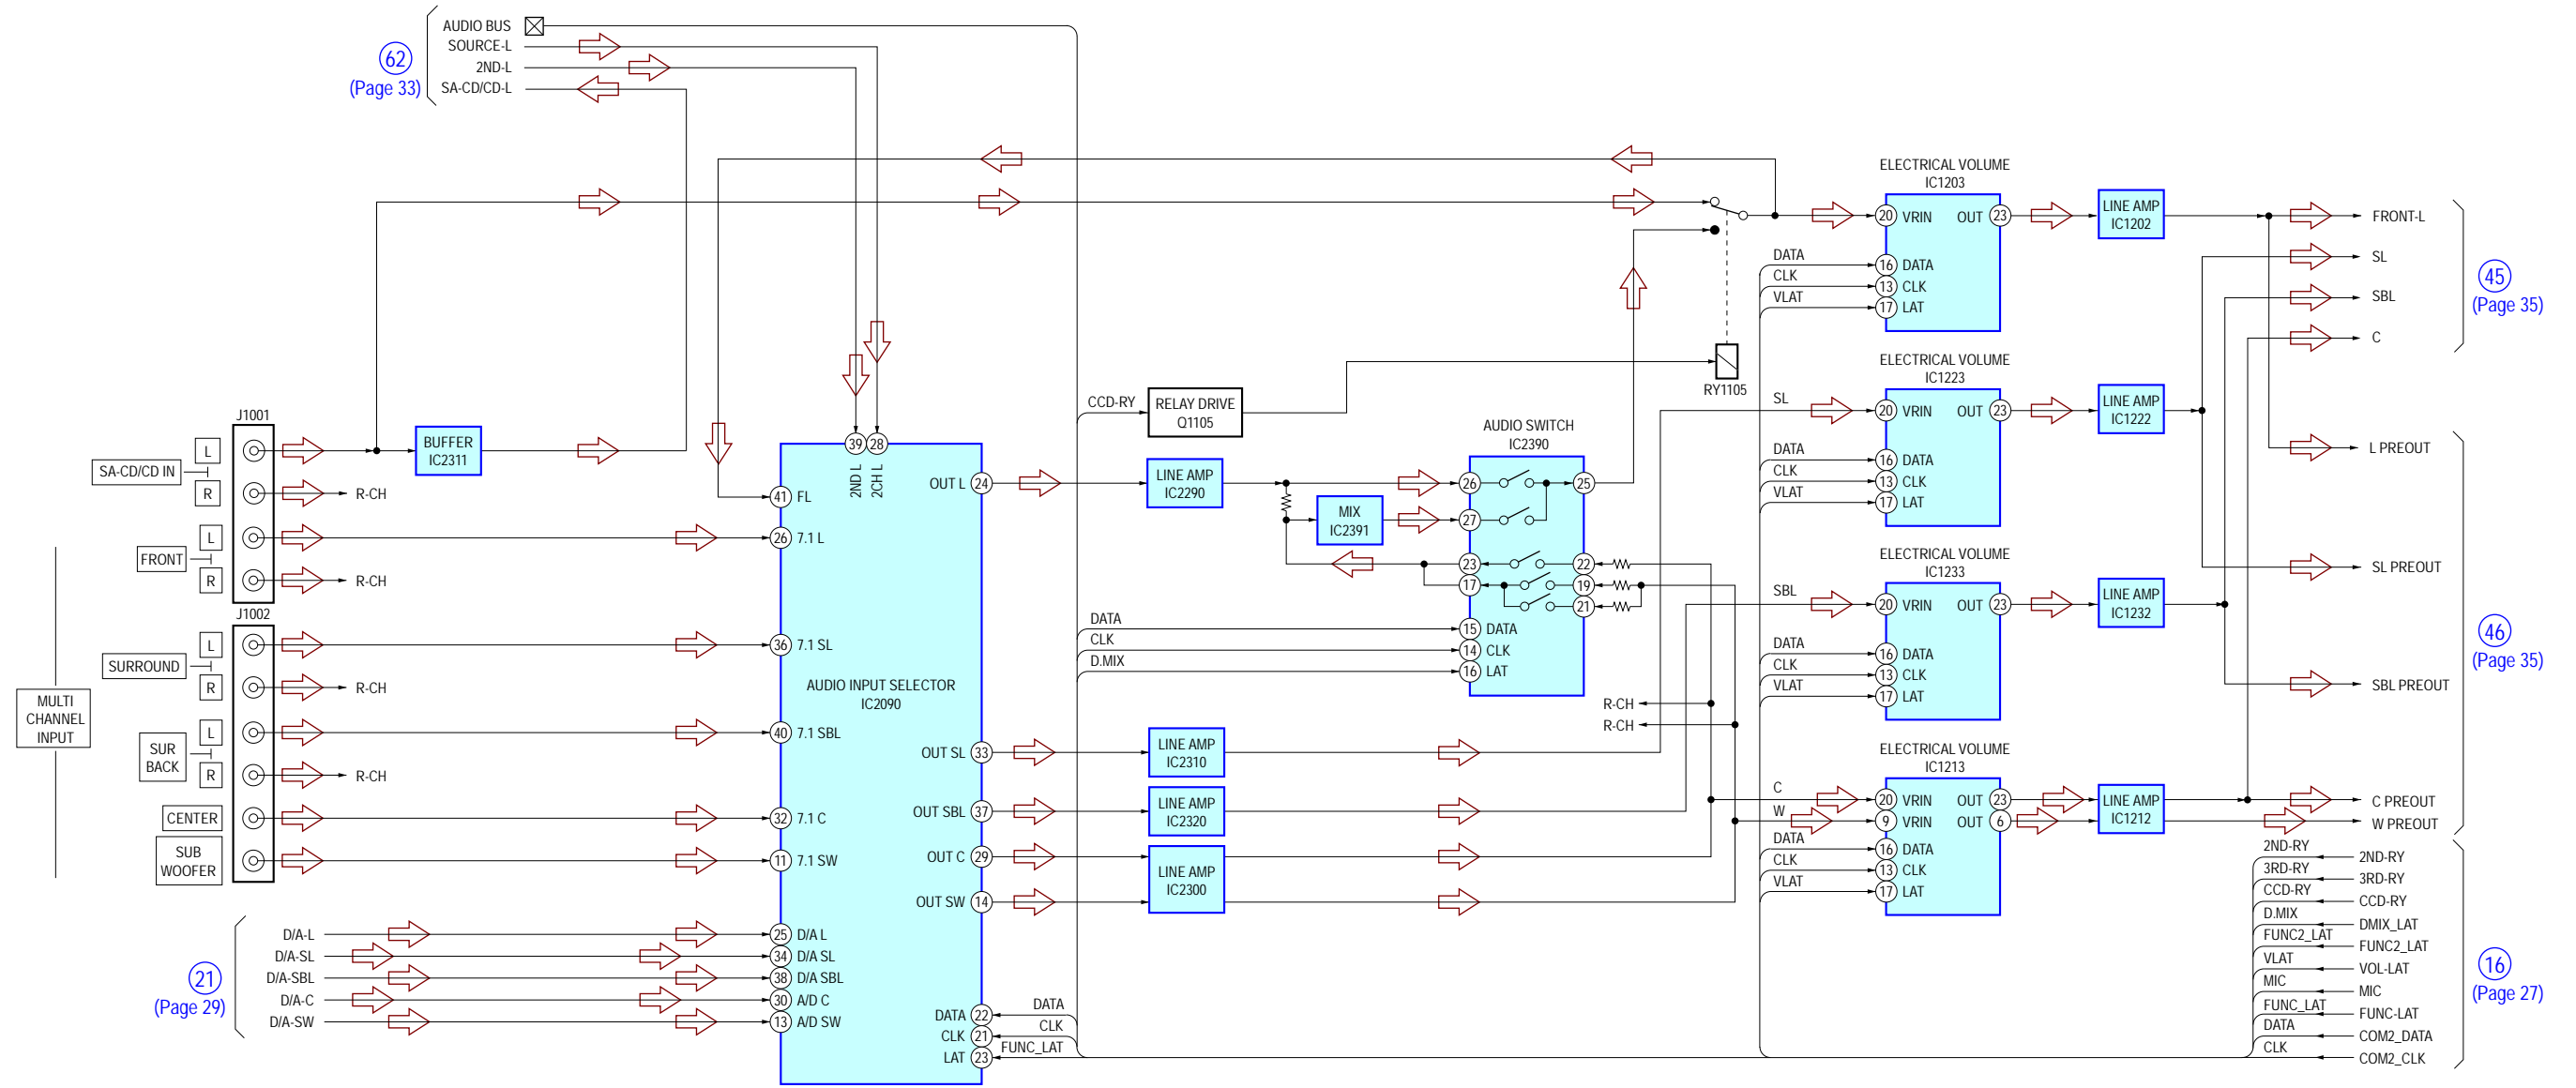 AUDIO BUS
SOURCE-L
2ND-L
SA-CD/CD-L
62
(Page 33)
J1001
L
SA-CD/CD IN
R
R-CH
L
FRONT
R
R-CH
BUFFER
IC2311
J1002
L
SURROUND
R
R-CH
MULTI
CHANNEL
INPUT
L
SUR
BACK
R
R-CH
CENTER
SUB
WOOFER
21
(Page 29)
D/A-L
D/A-SL
D/A-SBL
D/A-C
D/A-SW
39
28
2ND L
2CH L
41 FL
26 7.1 L
36 7.1 SL
AUDIO INPUT SELECTOR
IC2090
40 7.1 SBL
32 7.1 C
11 7.1 SW
25 D/A L
34 D/A SL
38 D/A SBL
30 A/D C
13 A/D SW
OUT L 24
OUT SL 33
OUT SBL 37
OUT C 29
OUT SW 14
DATA 22
CLK 21
LAT 23
DATA
CLK
FUNC_LAT
CCD-RY
RELAY DRIVE
Q1105
RY1105
LINE AMP
IC2290
MIX
IC2391
AUDIO SWITCH
IC2390
26
25
27
23
22
17
19
21
15 DATA
14 CLK
16 LAT
DATA
CLK
D.MIX
R-CH
R-CH
LINE AMP
IC2310
LINE AMP
IC2320
LINE AMP
IC2300
ELECTRICAL VOLUME
IC1203
20 VRIN
OUT 23
DATA
16 DATA
CLK
13 CLK
VLAT
17 LAT
LINE AMP
IC1202
ELECTRICAL VOLUME
IC1223
SL
20 VRIN
OUT 23
DATA
16 DATA
CLK
13 CLK
VLAT
17 LAT
LINE AMP
IC1222
ELECTRICAL VOLUME
IC1233
SBL
20 VRIN
OUT 23
DATA
16 DATA
CLK
13 CLK
VLAT
17 LAT
LINE AMP
IC1232
ELECTRICAL VOLUME
IC1213
C
20 VRIN
OUT 23
W
9 VRIN
OUT 6
DATA
16 DATA
CLK
13 CLK
VLAT
17 LAT
LINE AMP
IC1212
FRONT-L
SL
SBL
C
45
(Page 35)
L PREOUT
SL PREOUT
SBL PREOUT
C PREOUT
W PREOUT
46
(Page 35)
2ND-RY
2ND-RY
3RD-RY
3RD-RY
CCD-RY
CCD-RY
D.MIX
DMIX_LAT
FUNC2_LAT
FUNC2_LAT
VLAT
VOL-LAT
MIC
MIC
FUNC_LAT
FUNC-LAT
DATA
COM2_DATA
CLK
COM2_CLK
16
(Page 27)